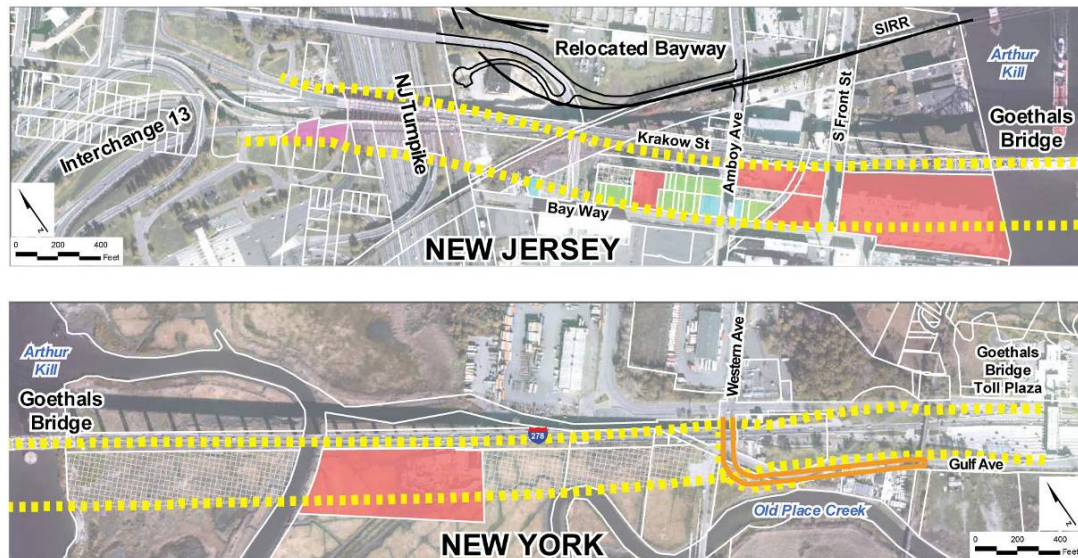 Relocated Bayway
SIRR
Arthur
Kill
Goethals
Bridge
Interchange 13
NJ Turnpike
Krakow St
Amboy Ave
S Front St
Bay Way
NEW JERSEY
N
0 200 400
Feet
Arthur
Kill
Goethals
Bridge
278
Western Ave
Goethals
Bridge
Toll Plaza
Gulf Ave
Old Place Creek
NEW YORK
N
0 200 400
Feet